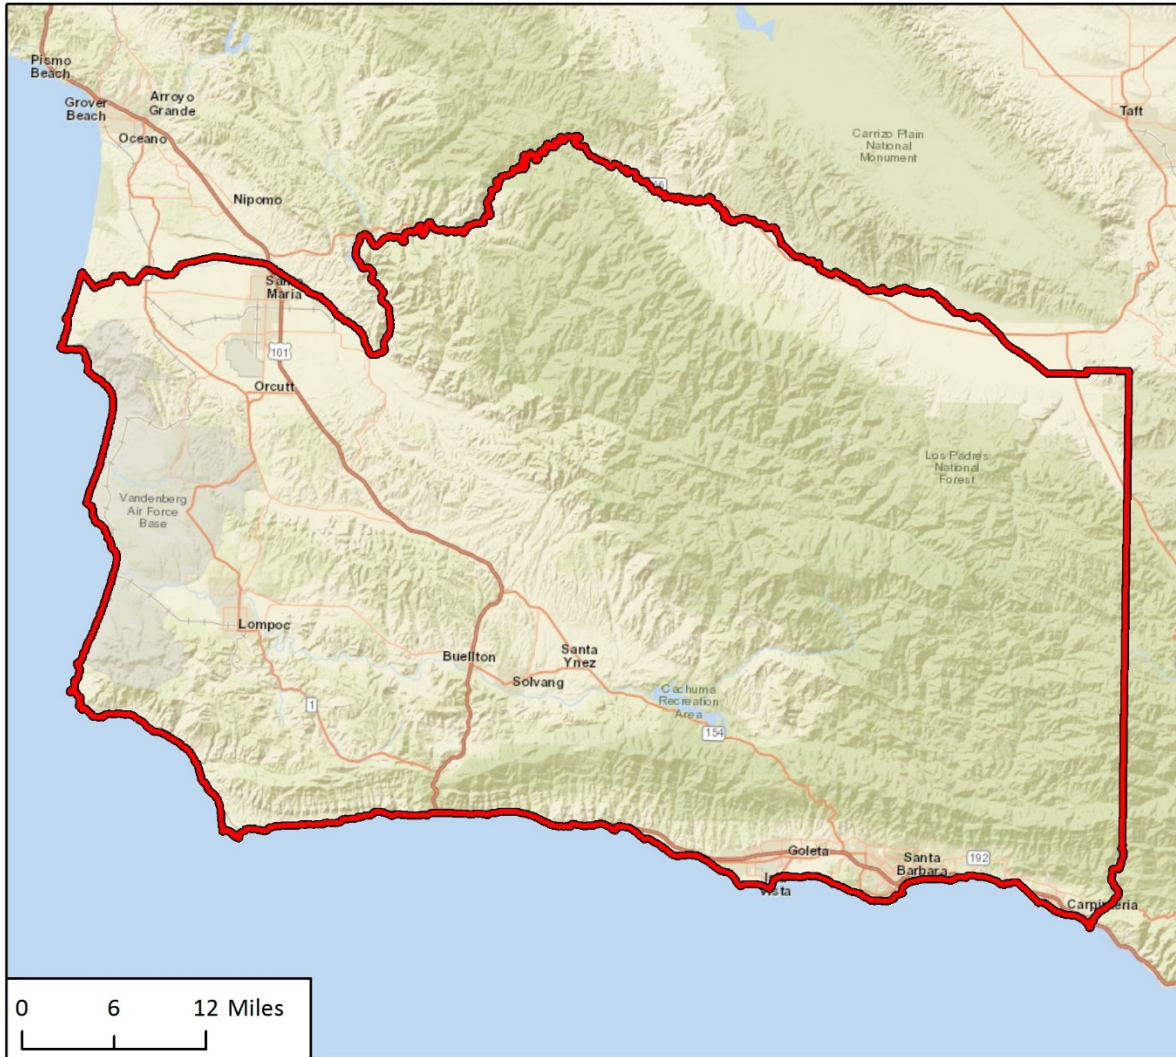 Pismo
Beach
Grover
Beach
Arroyo
Grande
Oceano
Nipomo
Taft
Carrizo Plain
National
Monument
Maria
101
Orcutt
Los Padres
National
Forest
Vandenberg
Air Force
Base
Lompoc
Buellton
Santa
Ynez
Solvang
Cachuma
Recreation
Area
1
154
Goleta
Santa
Barbara
192
Vista
0 6 12 Miles